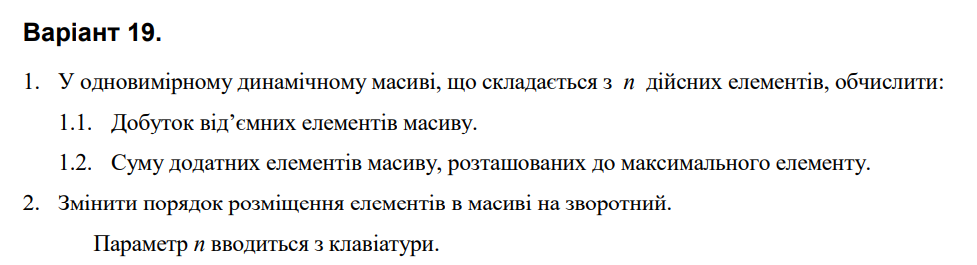 Варіант 19.
1. У одновимірному динамічному масиві, що складається з n дійсних елементів, обчислити:
1.1. Добуток від’ємних елементів масиву.
1.2. Суму додатних елементів масиву, розташованих до максимального елементу.
2. Змінити порядок розміщення елементів в масиві на зворотний.
Параметр n вводиться з клавіатури.